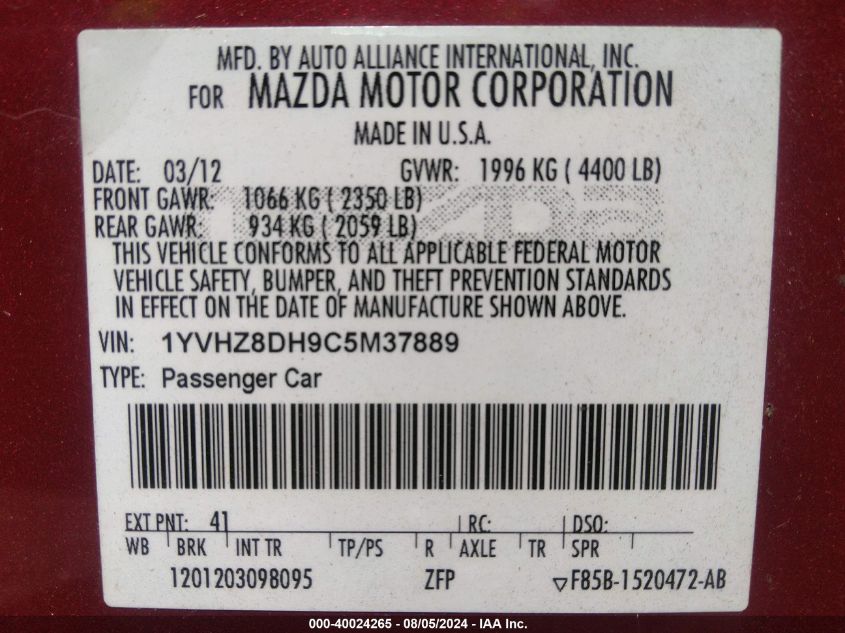 MFD. BY AUTO ALLIANCE INTERNATIONAL, INC.
FOR MAZDA MOTOR CORPORATION
MADE IN U.S.A.
DATE: 03/12 GVWR: 1996 KG ( 4400 LB)
FRONT GAWR: 1066 KG ( 2350 LB)
REAR GAWR: 934 KG ( 2059 LB)
THIS VEHICLE CONFORMS TO ALL APPLICABLE FEDERAL MOTOR
VEHICLE SAFETY, BUMPER, AND THEFT PREVENTION STANDARDS
IN EFFECT ON THE DATE OF MANUFACTURE SHOWN ABOVE.
VIN: 1YVHZ8DH9C5M37889
TYPE: Passenger Car
EXT PNT: 41 RC: DSO:
WB BRK INT TR TP/PS R AXLE TR SPR
1201203098095 ZFP ▽F85B-1520472-AB
000-40024265 - 08/05/2024 - IAA Inc.